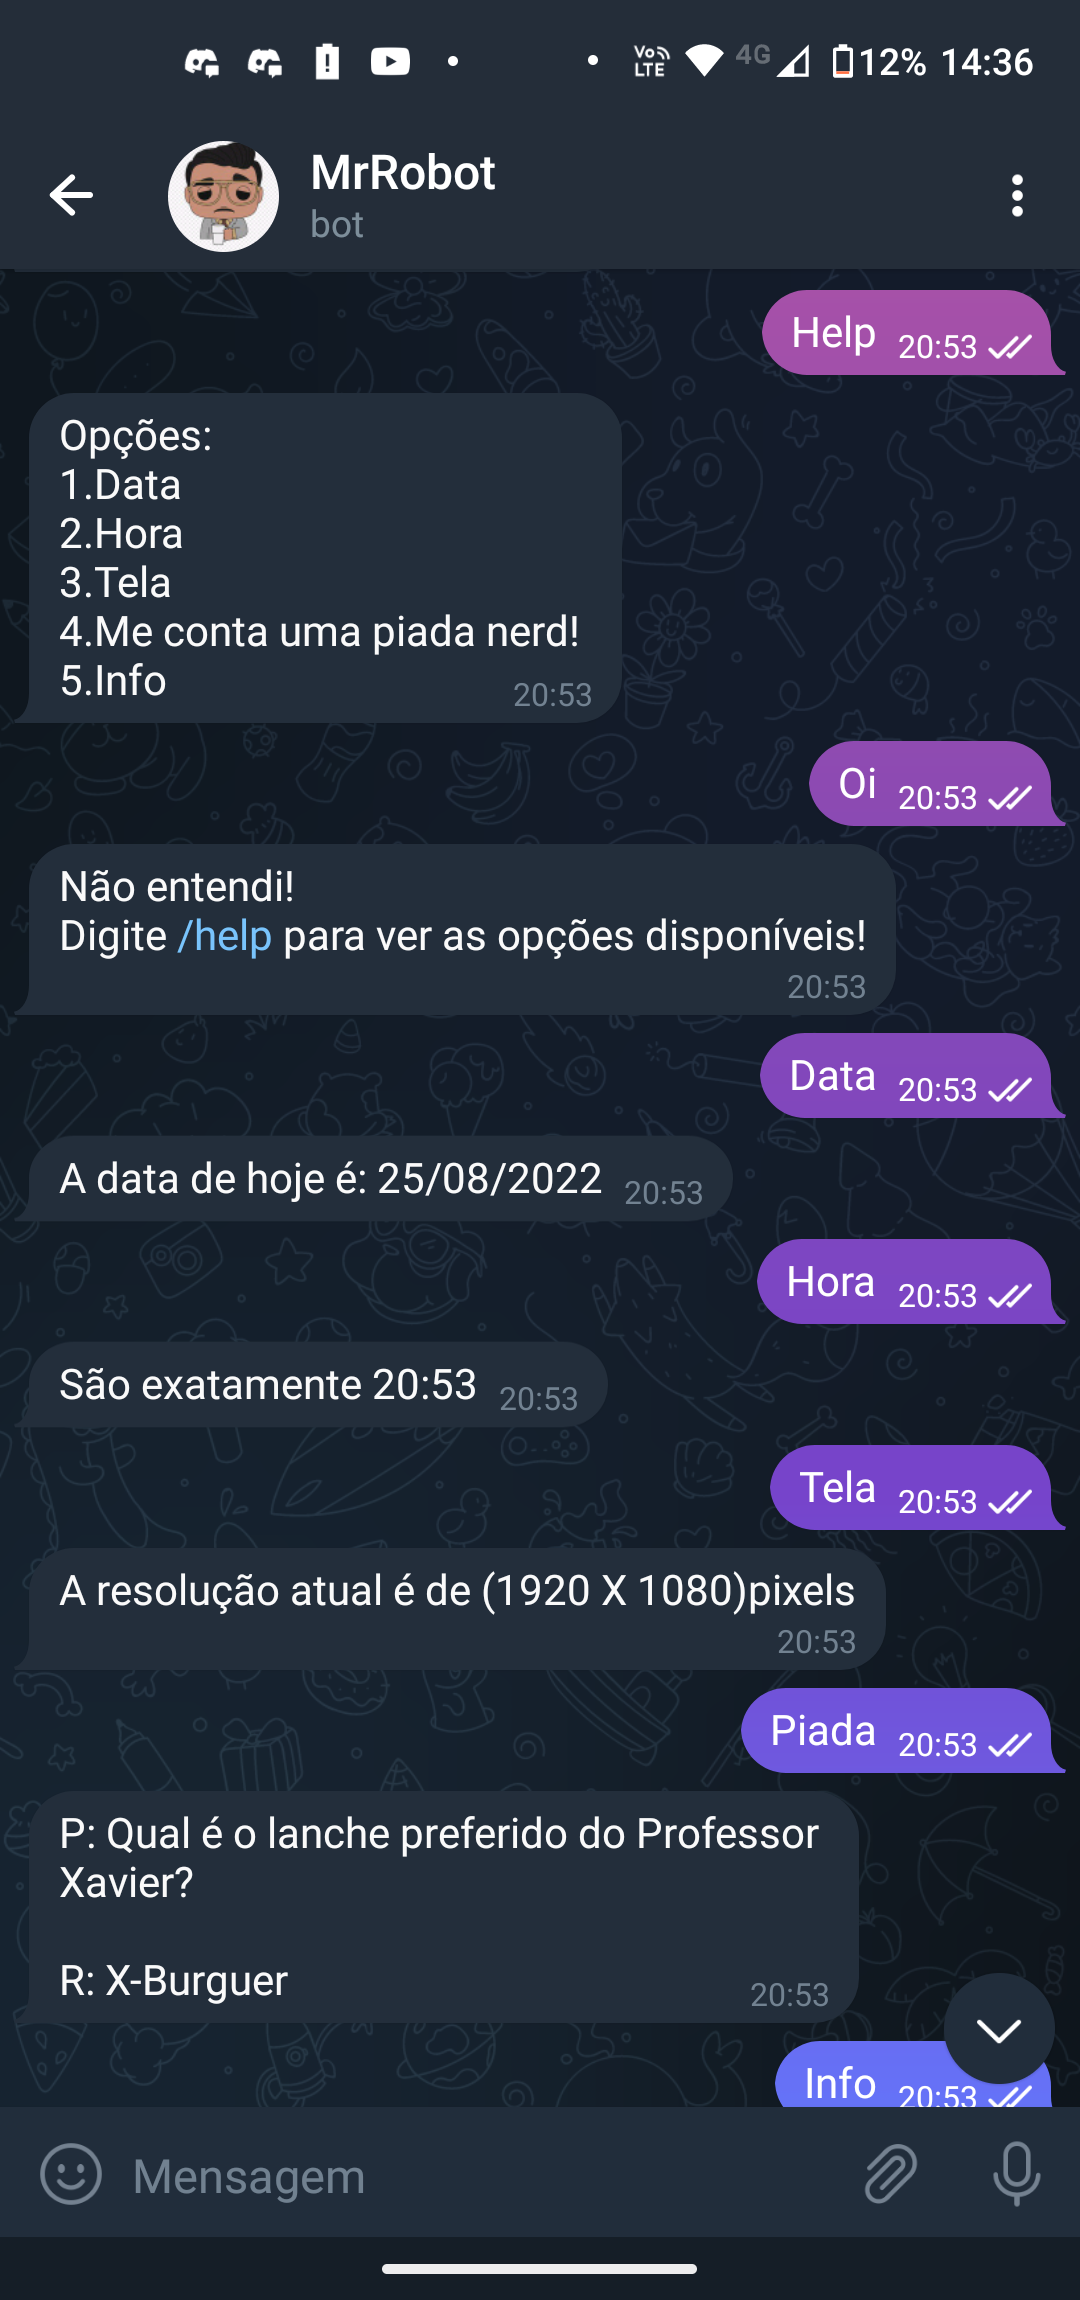 Vo LTE 4G 12% 14:36
MrRobot
bot
Help 20:53
Opções:
1.Data
2.Hora
3.Tela
4.Me conta uma piada nerd!
5.Info 20:53
Oi 20:53
Não entendi!
Digite /help para ver as opções disponíveis!
20:53
Data 20:53
A data de hoje é: 25/08/2022 20:53
Hora 20:53
São exatamente 20:53 20:53
Tela 20:53
A resolução atual é de (1920 X 1080)pixels
20:53
Piada 20:53
P: Qual é o lanche preferido do Professor
Xavier?
R: X-Burguer 20:53
Info 20:53
Mensagem